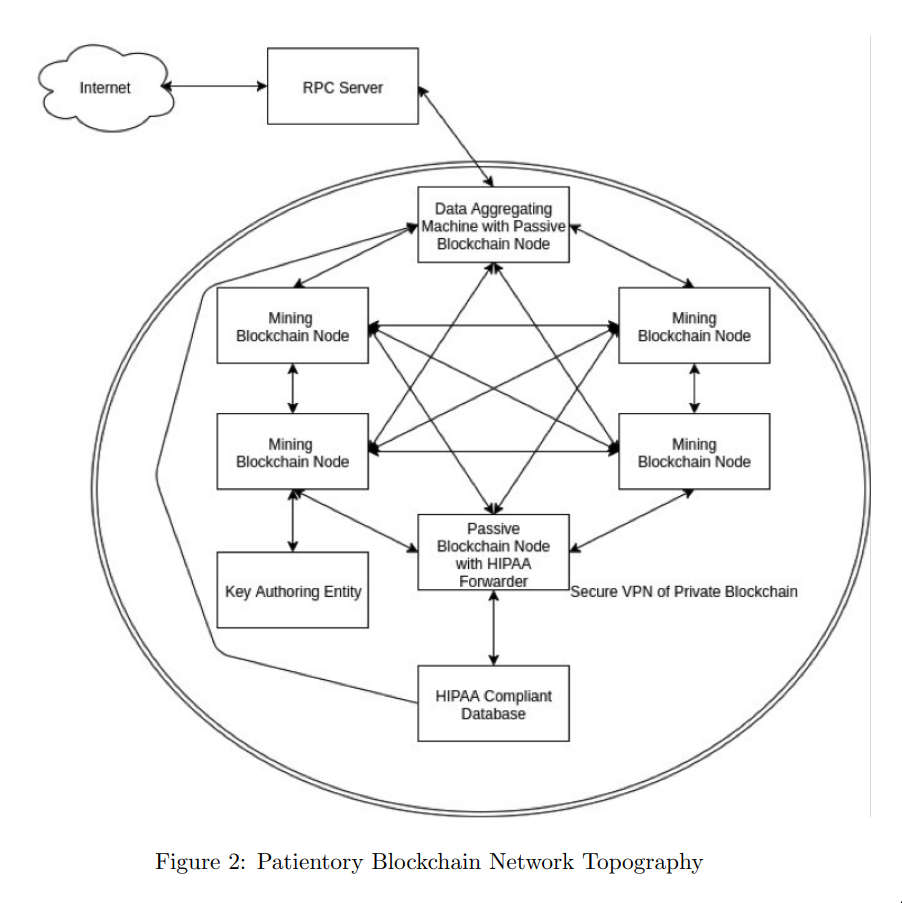 Internet
RPC Server
Data Aggregating
Machine with Passive
Blockchain Node
Mining
Blockchain Node
Mining
Blockchain Node
Mining
Blockchain Node
Mining
Blockchain Node
Passive
Blockchain Node
with HIPAA
Forwarder
Key Authoring Entity
Secure VPN of Private Blockchain
HIPAA Compliant
Database
Figure 2: Patientory Blockchain Network Topography